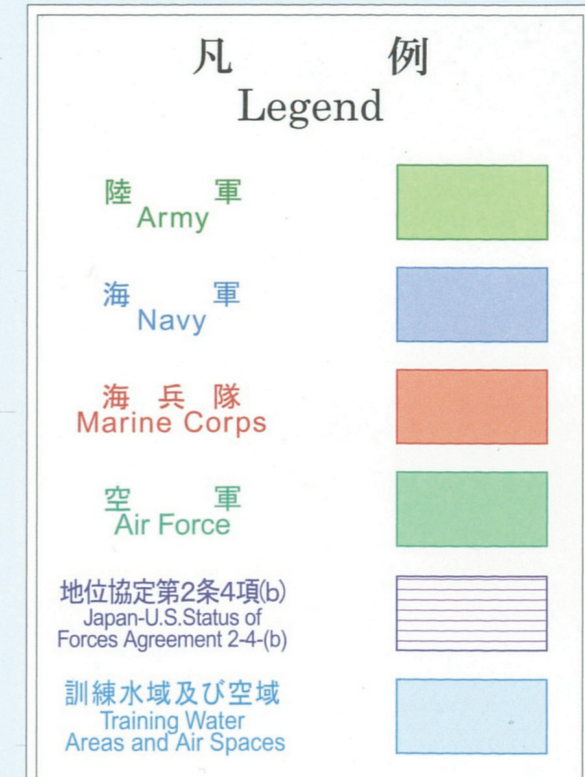 凡 例
Legend
陸 軍
Army
海 軍
Navy
海 兵 隊
Marine Corps
空 軍
Air Force
地位協定第2条4項(b)
Japan-U.S.Status of
Forces Agreement 2-4-(b)
訓練水域及び空域
Training Water
Areas and Air Spaces